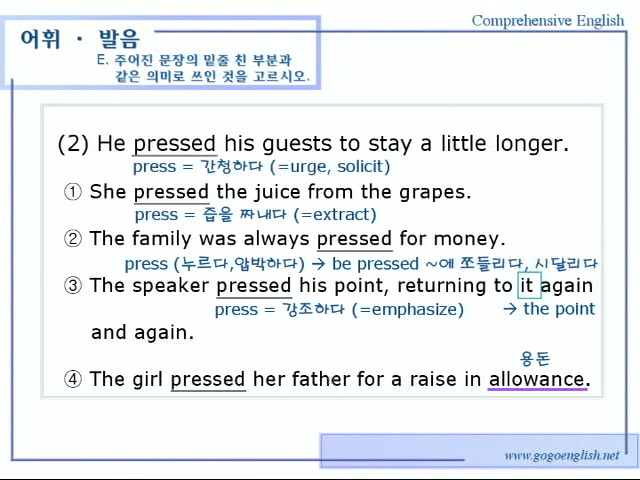 Comprehensive English
어휘 · 발음
E. 주어진 문장의 밑줄 친 부분과
같은 의미로 쓰인 것을 고르시오.
(2) He pressed his guests to stay a little longer.
press = 간청하다 (=urge, solicit)
① She pressed the juice from the grapes.
press = 즙을 짜내다 (=extract)
② The family was always pressed for money.
press (누르다,압박하다) → be pressed ~에 쪼들리다, 시달리다
③ The speaker pressed his point, returning to it again
press = 강조하다 (=emphasize) → the point
and again.
용돈
④ The girl pressed her father for a raise in allowance.
www.gogoenglish.net